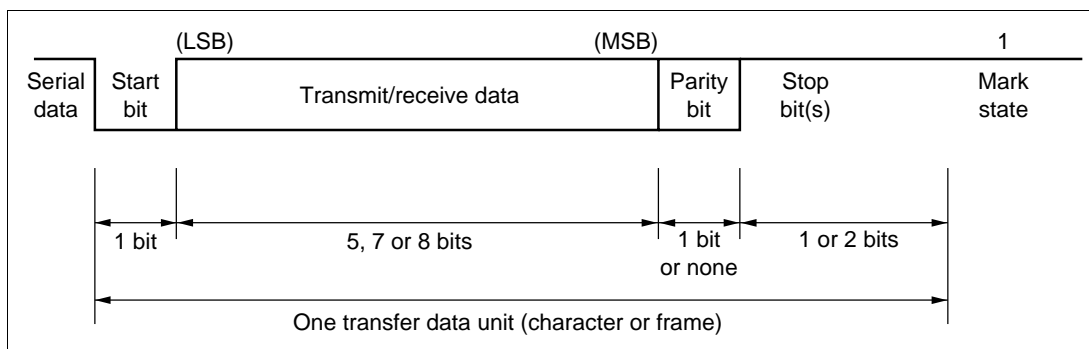 (LSB) (MSB) 1
Serial data
Start bit
Transmit/receive data
Parity bit
Stop bit(s)
Mark state
1 bit
5, 7 or 8 bits
1 bit or none
1 or 2 bits
One transfer data unit (character or frame)